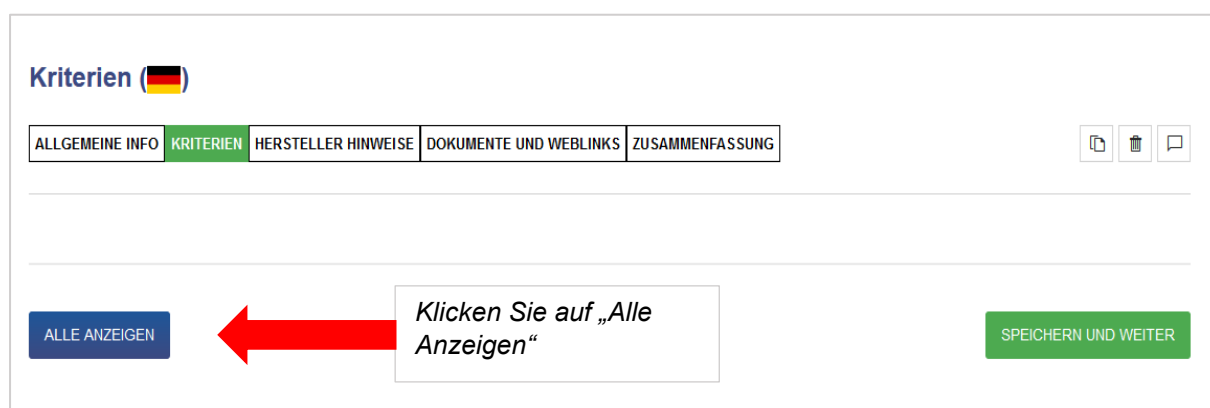 Kriterien ()
ALLGEMEINE INFO KRITERIEN HERSTELLER HINWEISE DOKUMENTE UND WEBLINKS ZUSAMMENFASSUNG
ALLE ANZEIGEN
Klicken Sie auf „Alle
Anzeigen“
SPEICHERN UND WEITER